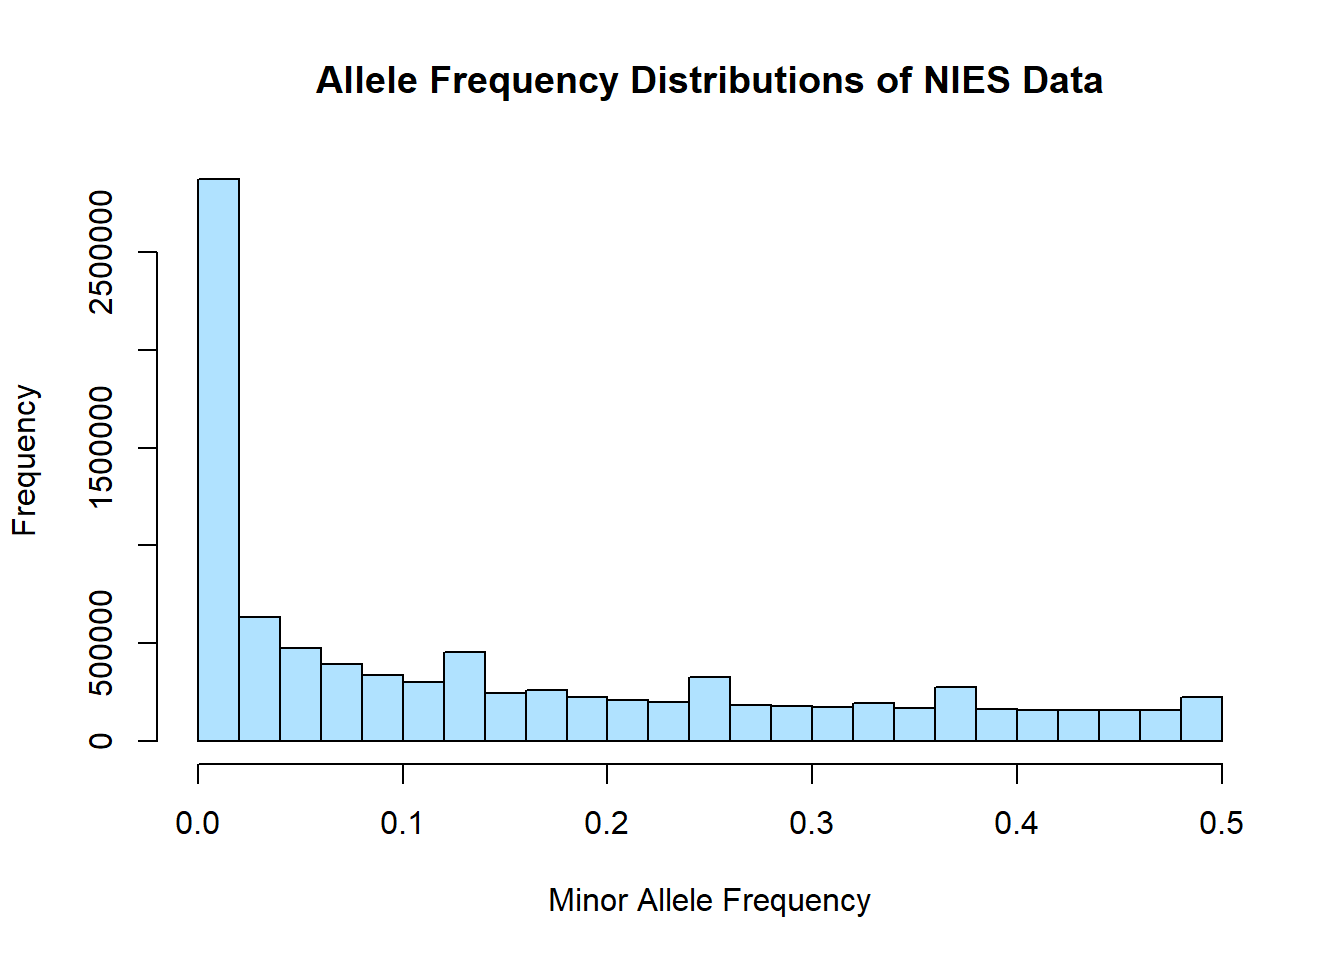 Allele Frequency Distributions of NIES Data
Frequency
2500000
1500000
500000
0
0.0 0.1 0.2 0.3 0.4 0.5
Minor Allele Frequency